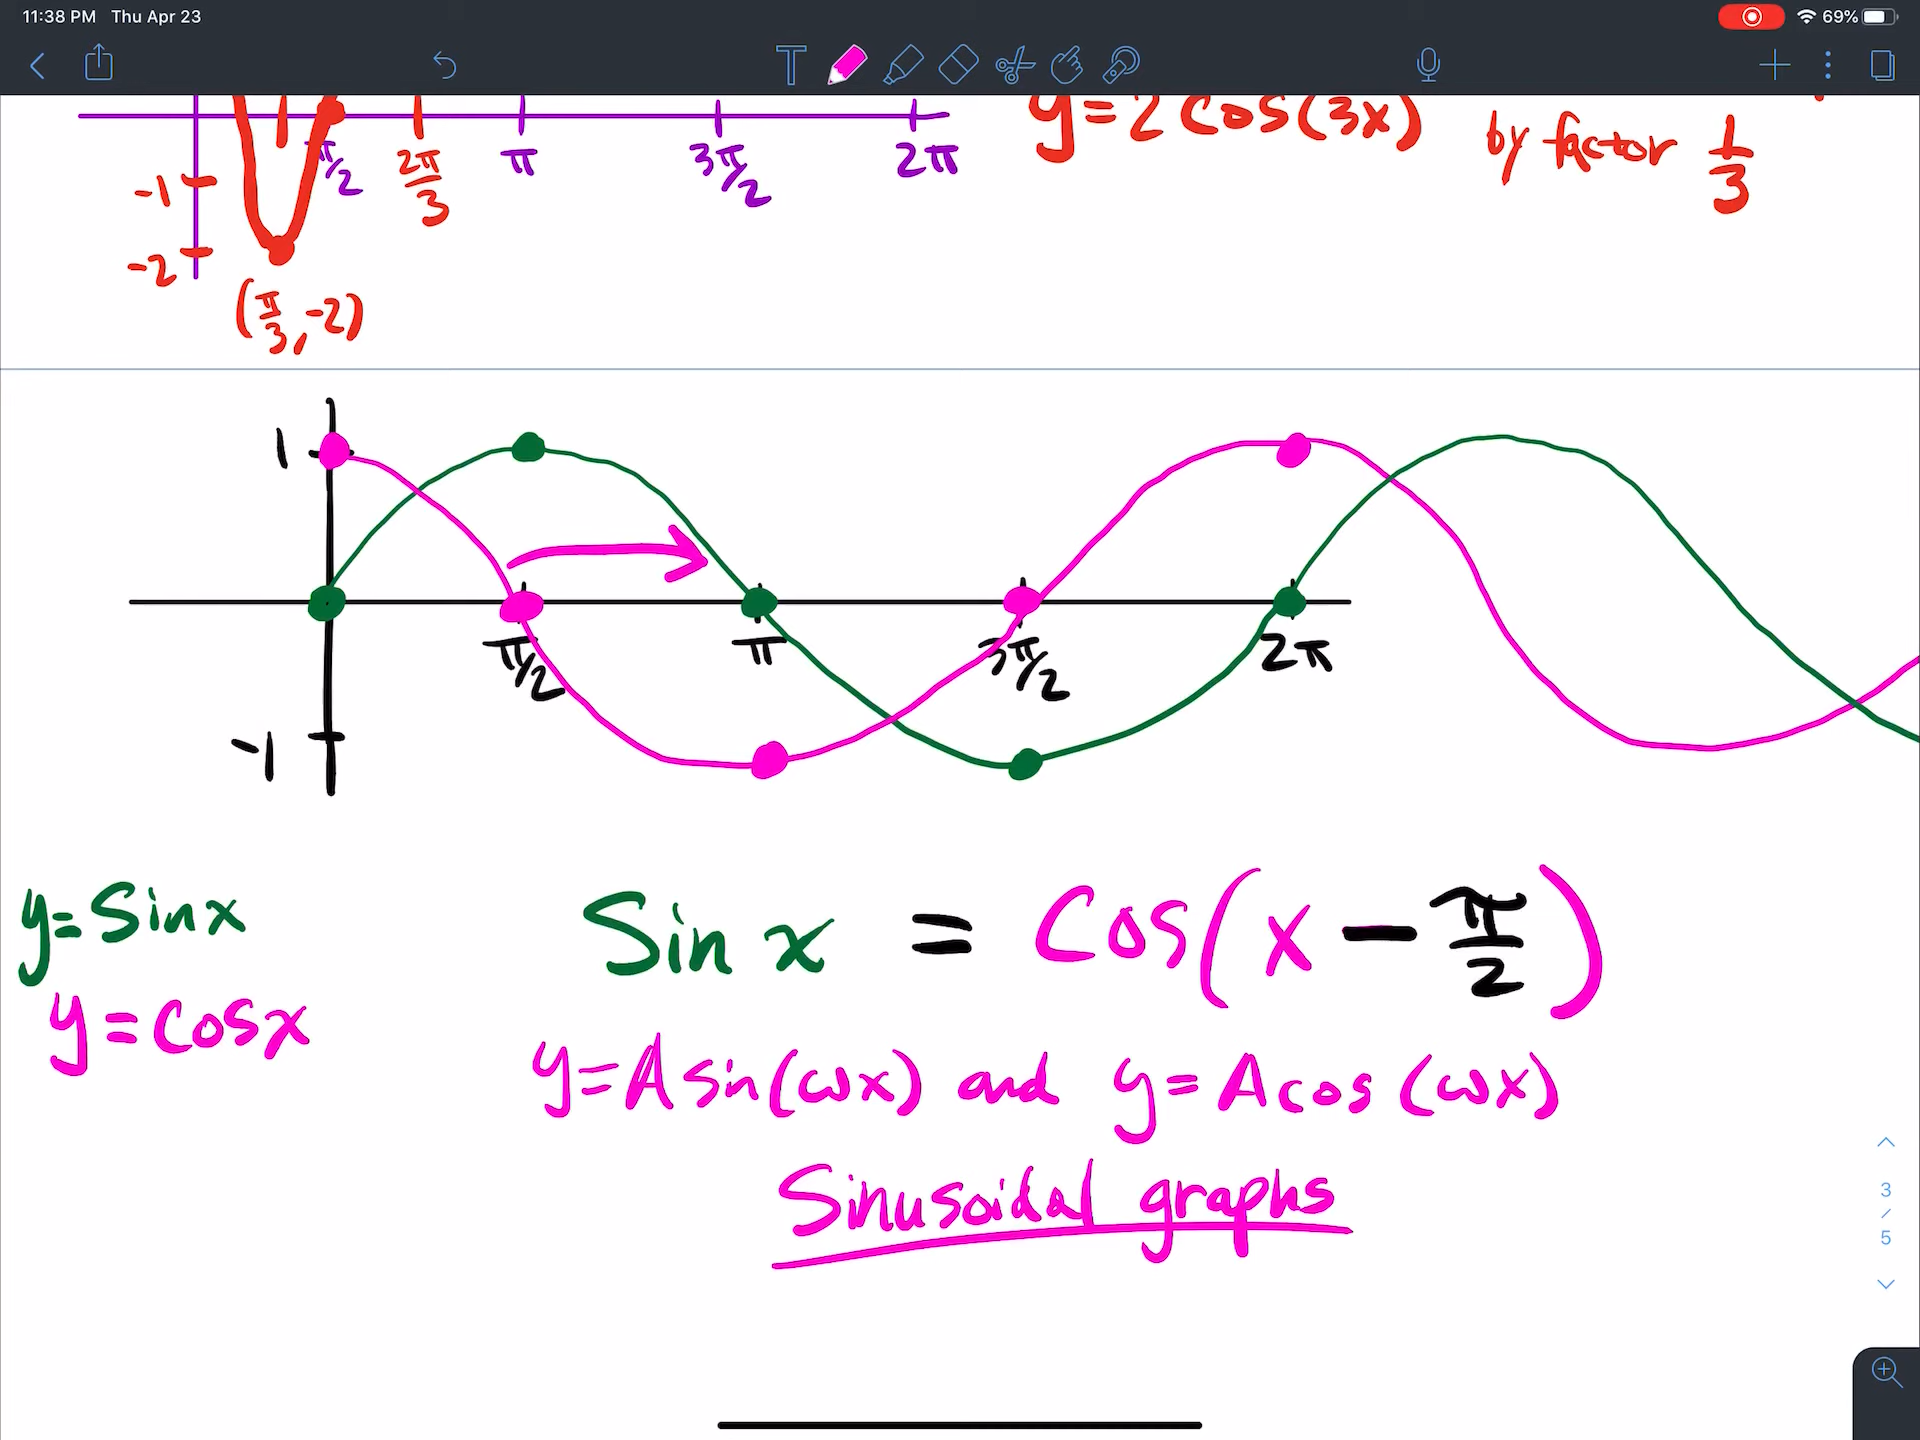 11:38 PM Thu Apr 23
69%
y=2cos(3x)
by factor 1/3
π/2 2π/3 π 3π/2 2π
-1
-2
(π/3, -2)
1
π/2 π 3π/2 2π
-1
y=Sinx
y=Cosx
Sin x = Cos(x - π/2)
y=Asin(ωx) and y=Acos(ωx)
Sinusoidal graphs
3
/
5